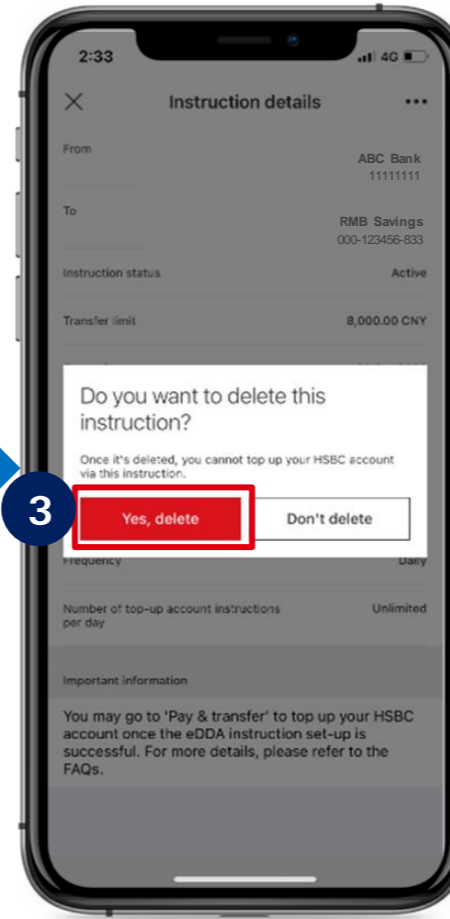 2:33
4G
Instruction details
From
ABC Bank
11111111
To
RMB Savings
000-123456-833
Instruction status
Active
Transfer limit
8,000.00 CNY
Do you want to delete this
instruction?
Once it's deleted, you cannot top up your HSBC account
via this instruction.
3
Yes, delete
Don't delete
Frequency
Daily
Number of top-up account instructions
per day
Unlimited
Important information
You may go to 'Pay & transfer' to top up your HSBC
account once the eDDA instruction set-up is
successful. For more details, please refer to the
FAQs.